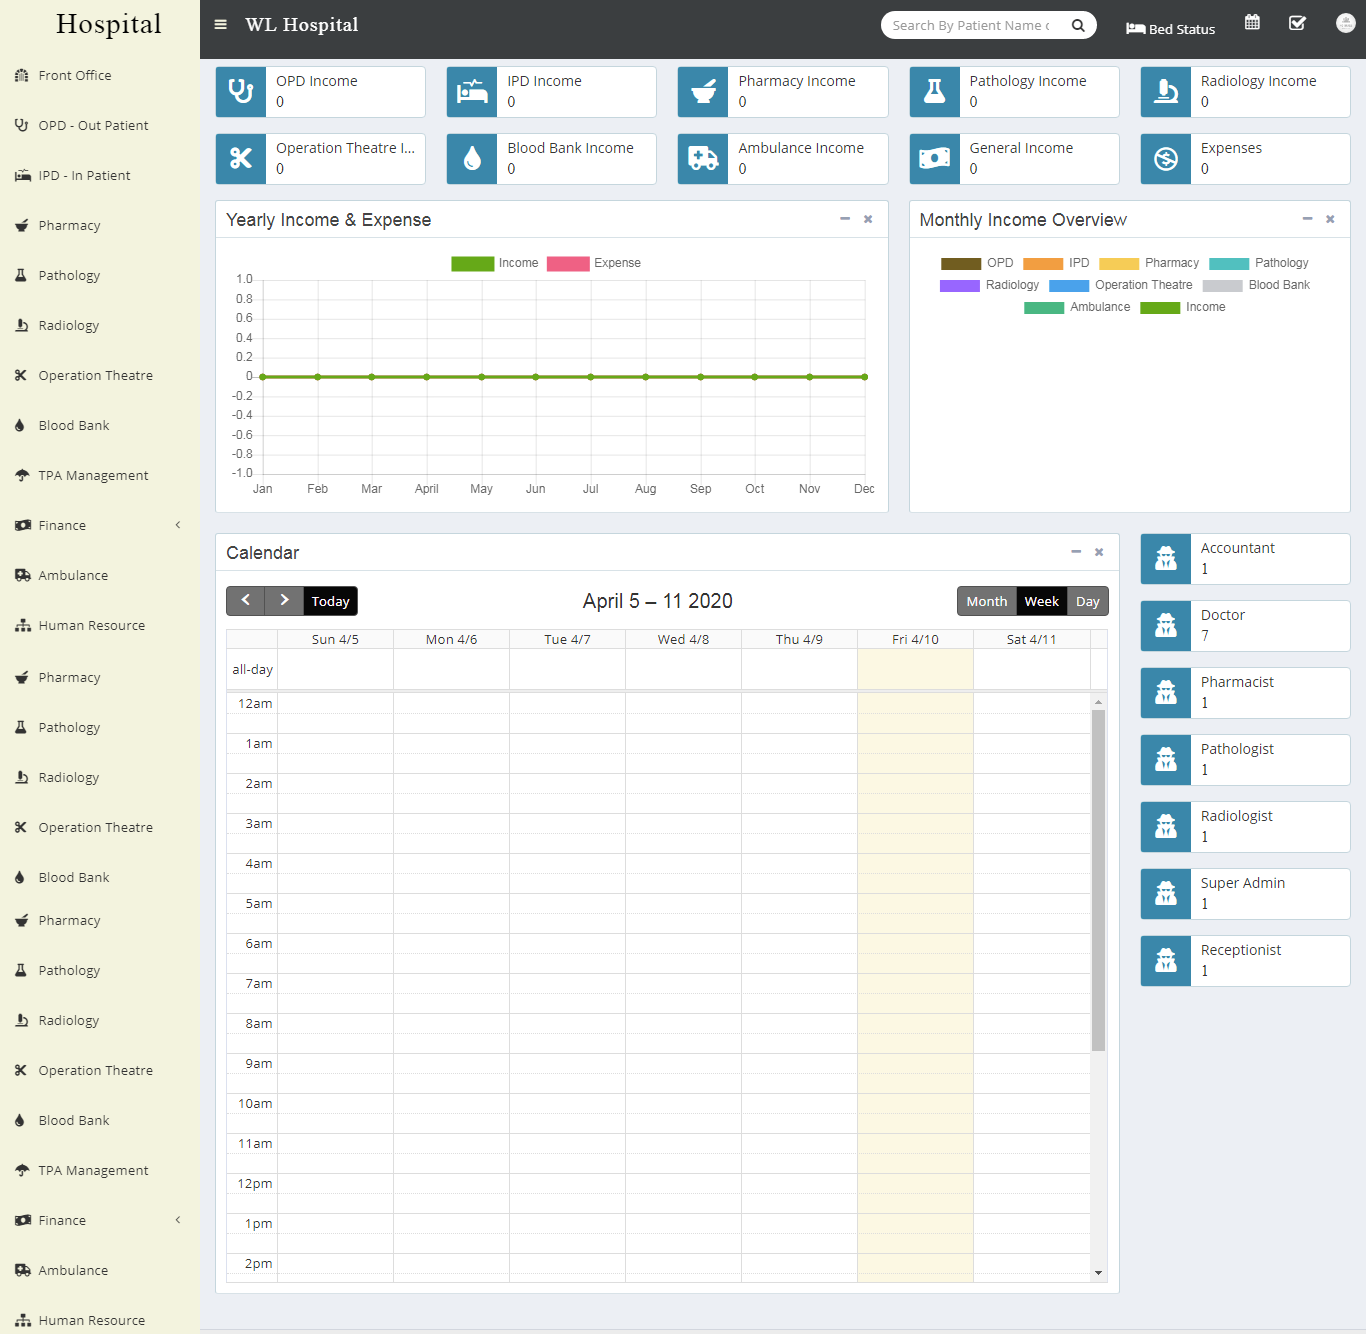 Hospital
Front Office
OPD - Out Patient
IPD - In Patient
Pharmacy
Pathology
Radiology
Operation Theatre
Blood Bank
TPA Management
Finance
Ambulance
Human Resource
Pharmacy
Pathology
Radiology
Operation Theatre
Blood Bank
Pharmacy
Pathology
Radiology
Operation Theatre
Blood Bank
TPA Management
Finance
Ambulance
Human Resource
WL Hospital
Search By Patient Name
Bed Status
OPD Income
0
IPD Income
0
Pharmacy Income
0
Pathology Income
0
Radiology Income
0
Operation Theatre I...
0
Blood Bank Income
0
Ambulance Income
0
General Income
0
Expenses
0
Yearly Income & Expense
Income Expense
1.0
0.8
0.6
0.4
0.2
0
-0.2
-0.4
-0.6
-0.8
-1.0
Jan Feb Mar April May Jun Jul Aug Sep Oct Nov Dec
Monthly Income Overview
OPD IPD Pharmacy Pathology
Radiology Operation Theatre Blood Bank
Ambulance Income
Calendar
Today
April 5 – 11 2020
Month Week Day
Sun 4/5 Mon 4/6 Tue 4/7 Wed 4/8 Thu 4/9 Fri 4/10 Sat 4/11
all-day
12am
1am
2am
3am
4am
5am
6am
7am
8am
9am
10am
11am
12pm
1pm
2pm
Accountant
1
Doctor
7
Pharmacist
1
Pathologist
1
Radiologist
1
Super Admin
1
Receptionist
1